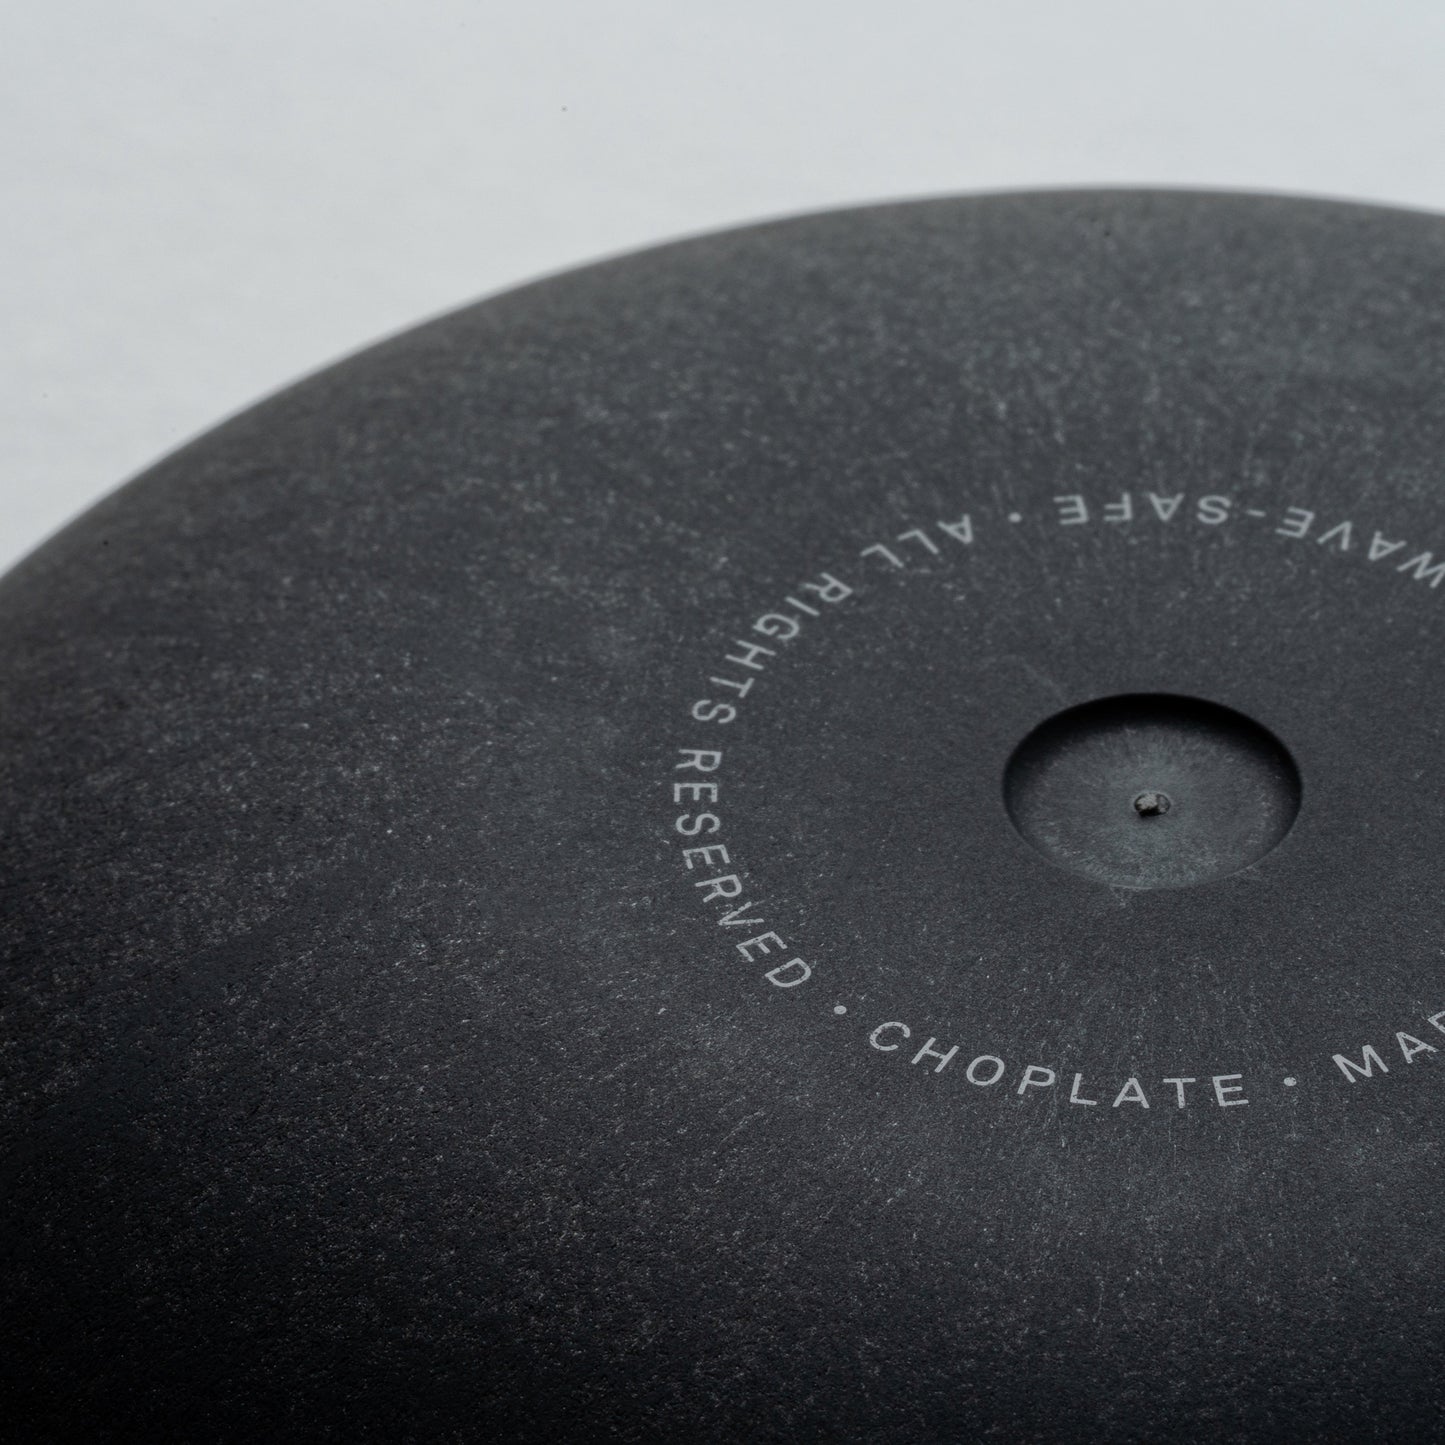 WAVE-SAFE • ALL RIGHTS RESERVED • CHOPLATE •